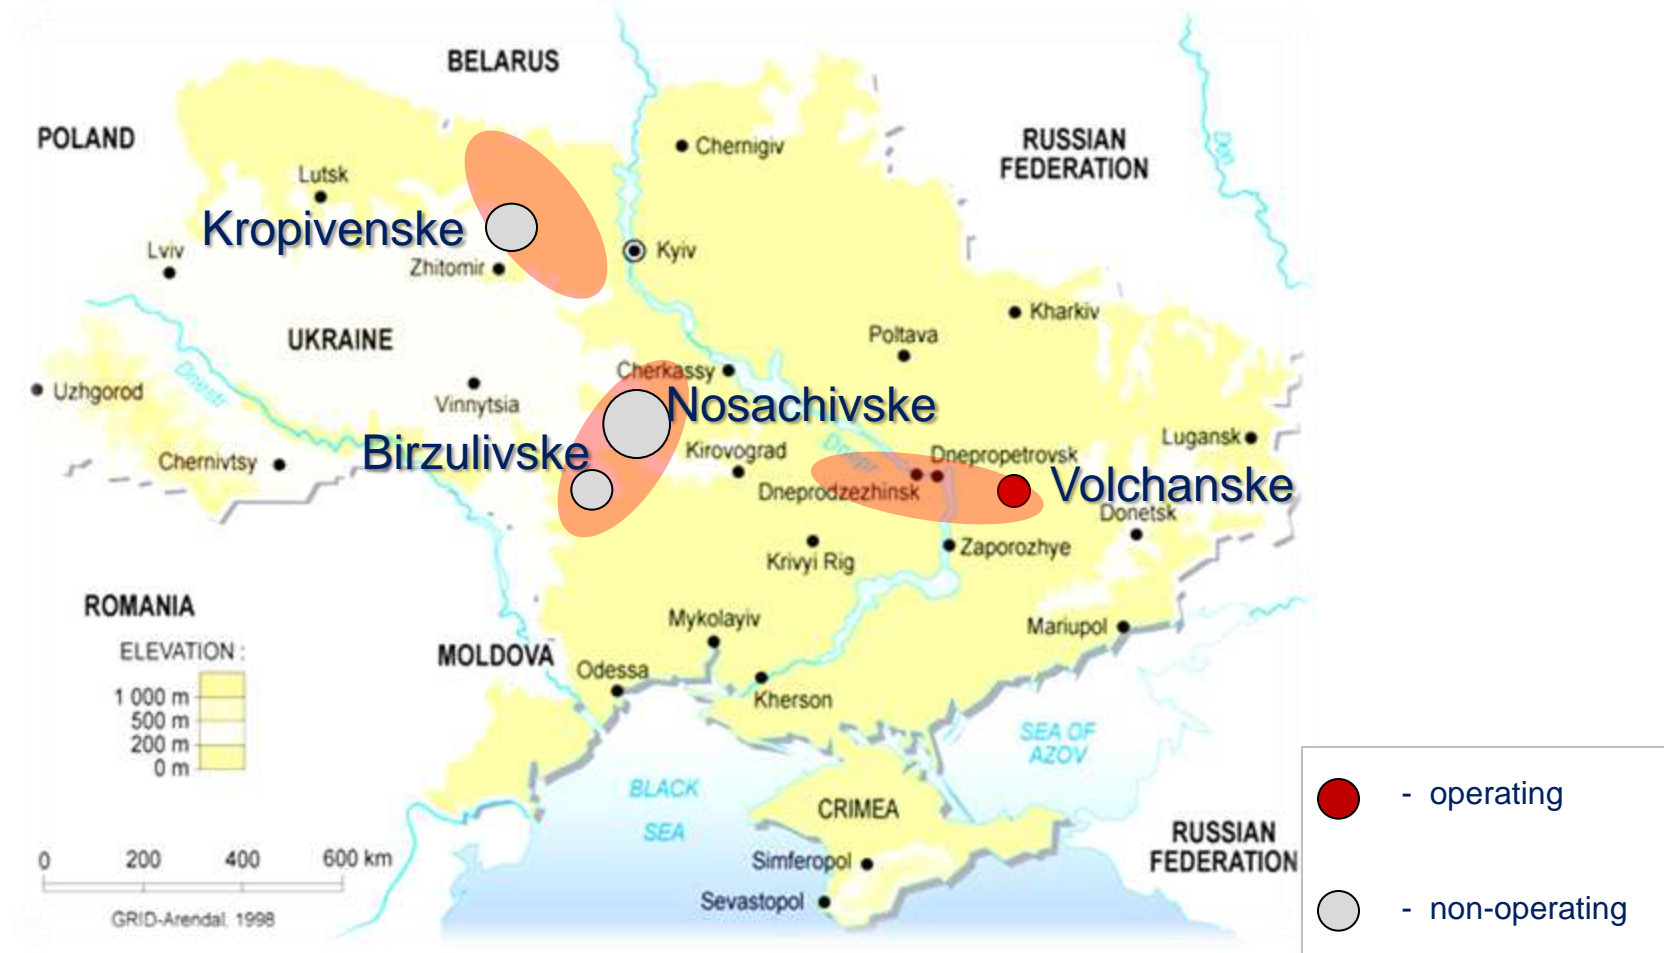 BELARUS
POLAND
RUSSIAN
FEDERATION
Don
Chernigiv
Lutsk
Kropivenske
Lviv
Kyiv
Zhitomir
Kharkiv
UKRAINE
Poltava
Dniestr
Cherkassy
Uzhgorod
Vinnytsia
Nosachivske
Birzulivske
Kirovograd
Dnepr
Lugansk
Chernivtsy
Dnepropetrovsk
Dneprodzezhinsk
Volchanske
Donetsk
Krivyi Rig
Zaporozhye
ROMANIA
Mykolayiv
Mariupol
ELEVATION :
MOLDOVA
Odessa
1 000 m
500 m
200 m
0 m
Kherson
SEA OF
AZOV
BLACK
SEA
CRIMEA
- operating
RUSSIAN
FEDERATION
0 200 400 600 km
Simferopol
Sevastopol
GRID-Arendal. 1998
- non-operating